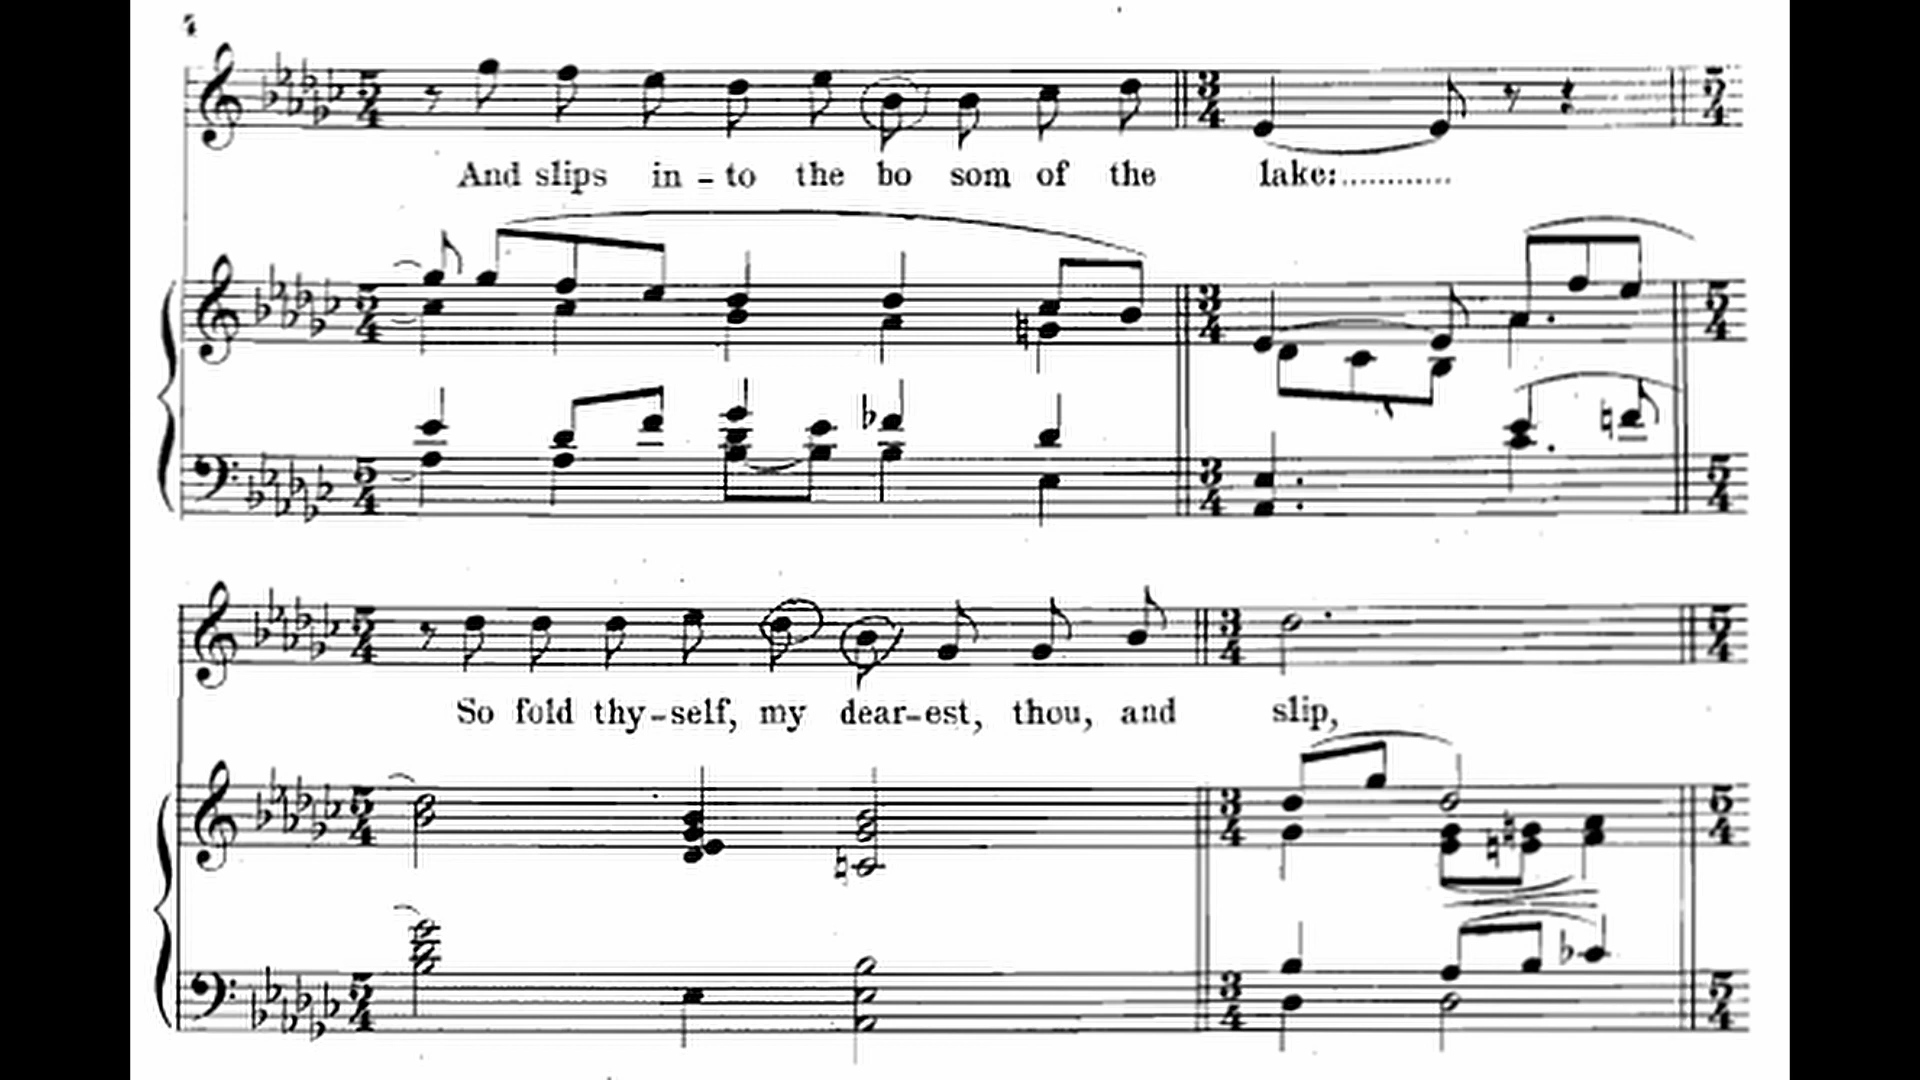 4
And slips in - to the bo som of the lake:............
So fold thy-self, my dear-est, thou, and slip,